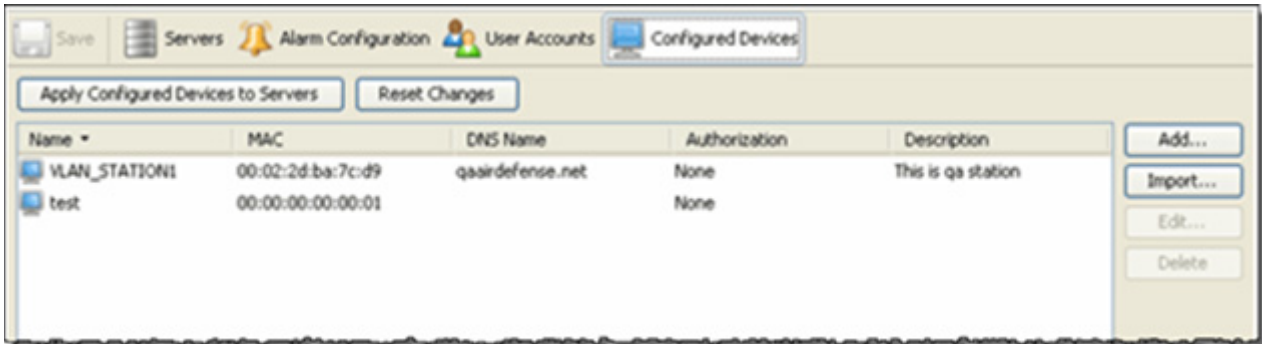 Save Servers Alarm Configuration User Accounts Configured Devices
Apply Configured Devices to Servers Reset Changes
Name MAC DNS Name Authorization Description Add...
VLAN_STATION1 00:02:2d:ba:7c:d9 qaairdefense.net None This is qa station Import...
test 00:00:00:00:00:01 None
Edit...
Delete